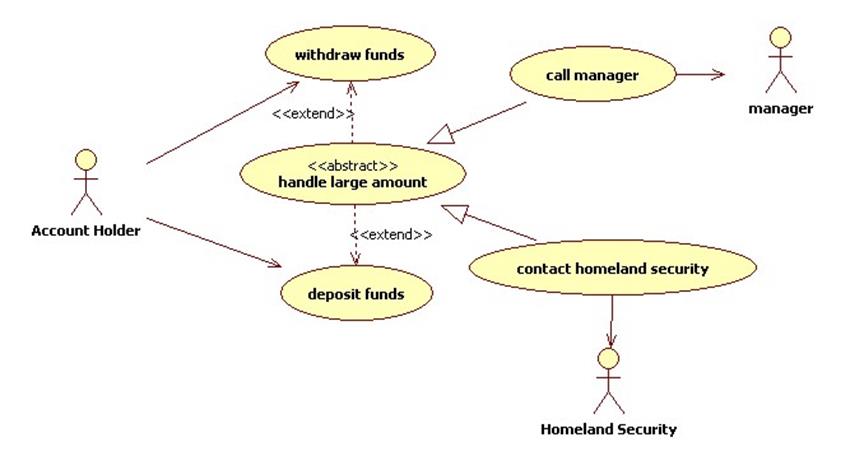 withdraw funds
call manager
manager
<<extend>>
<<abstract>>
handle large amount
Account Holder
<<extend>>
contact homeland security
deposit funds
Homeland Security